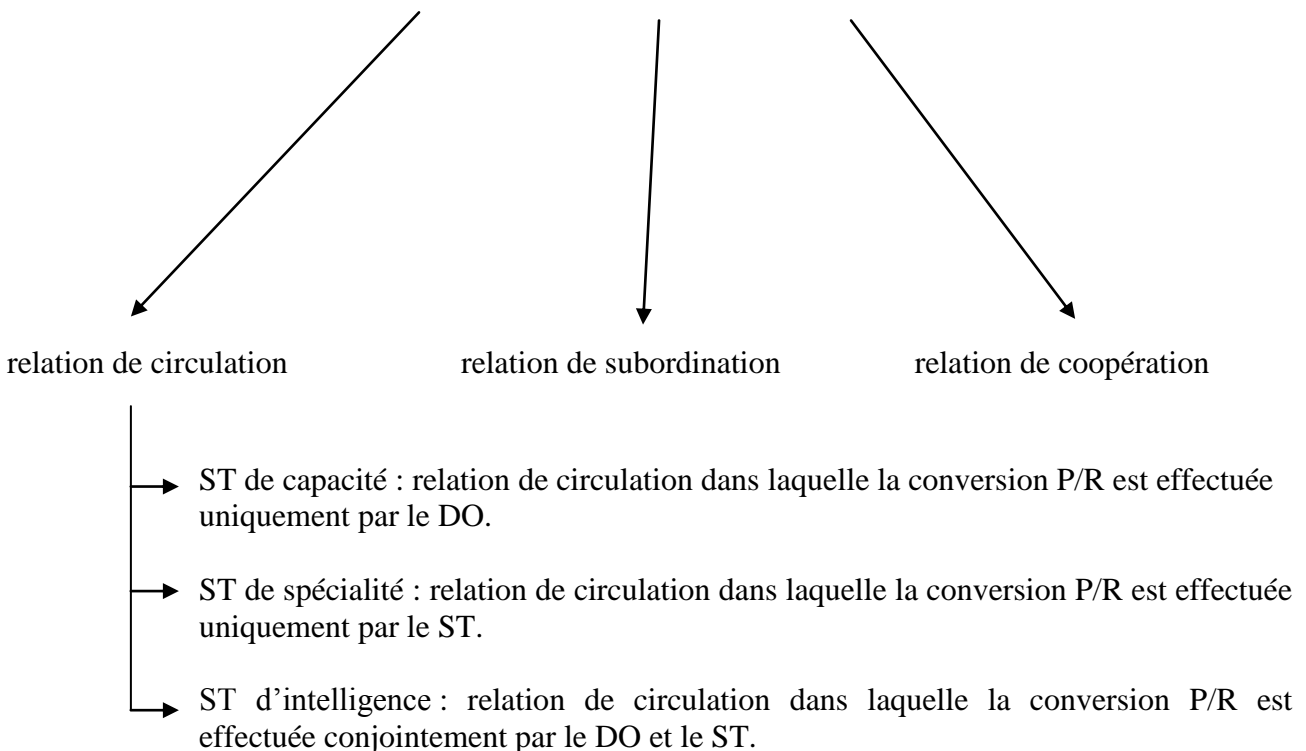 relation de circulation relation de subordination relation de coopération
ST de capacité : relation de circulation dans laquelle la conversion P/R est effectuée
uniquement par le DO.
ST de spécialité : relation de circulation dans laquelle la conversion P/R est effectuée
uniquement par le ST.
ST d’intelligence : relation de circulation dans laquelle la conversion P/R est
effectuée conjointement par le DO et le ST.